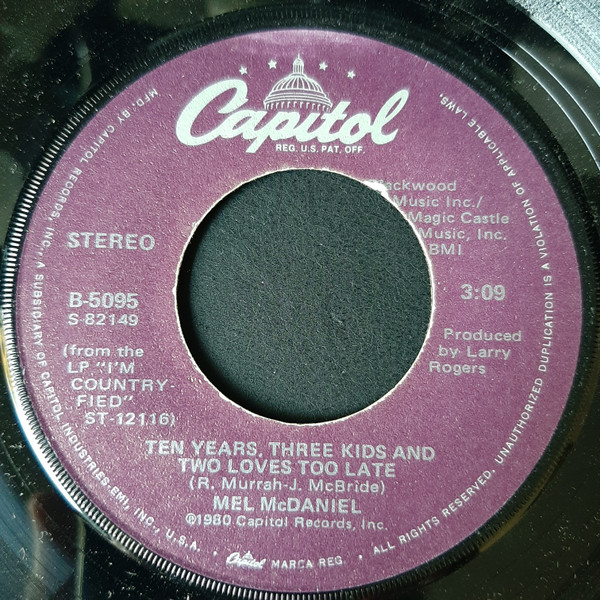 Capitol
REG. U.S. PAT. OFF.
Blackwood
Music Inc./
Magic Castle
Music, Inc.
BMI
STEREO
B-5095
S-82149
3:09
(from the
LP "I'M
COUNTRY-
FIED"
ST-12116)
Produced
by Larry
Rogers
TEN YEARS, THREE KIDS AND
TWO LOVES TOO LATE
(R. Murrah-J. McBride)
MEL McDANIEL
℗1980 Capitol Records, Inc.
MFD. BY CAPITOL RECORDS, INC., A SUBSIDIARY OF CAPITOL INDUSTRIES-EMI, INC., U.S.A. • Capitol MARCA REG. • ALL RIGHTS RESERVED. UNAUTHORIZED DUPLICATION IS A VIOLATION OF APPLICABLE LAWS.